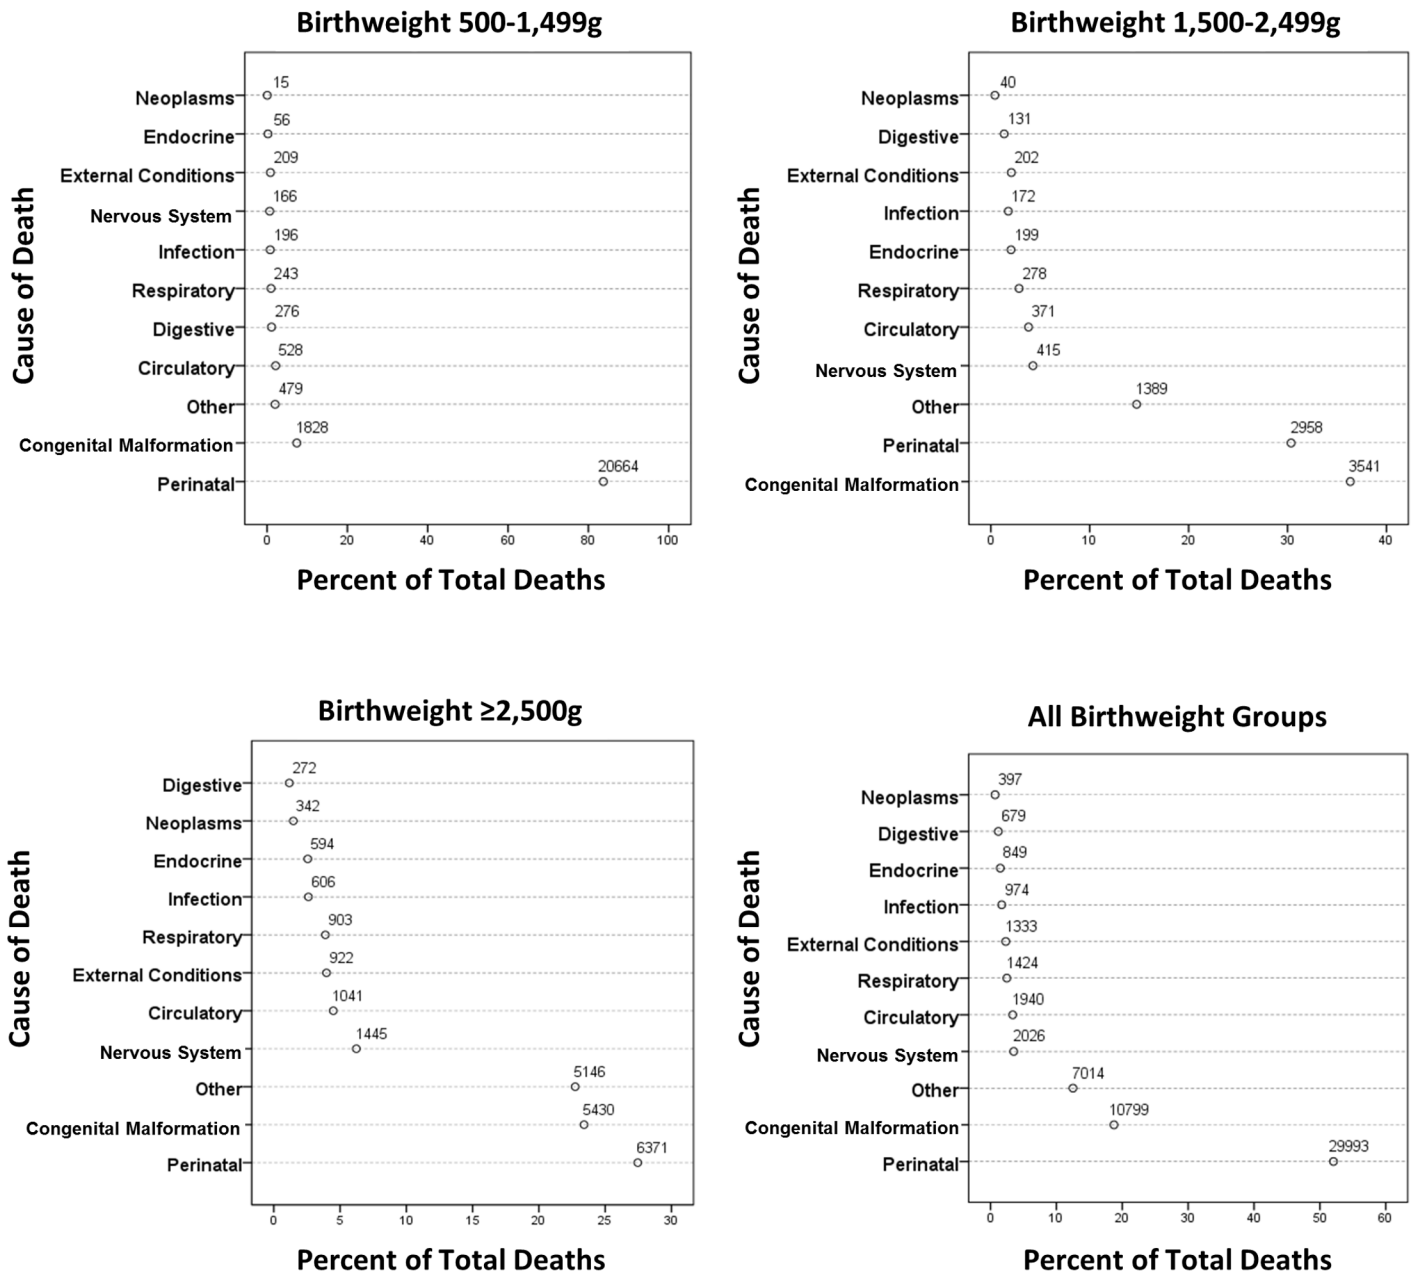 Birthweight 500-1,499g
Cause of Death
Neoplasms 15
Endocrine 56
External Conditions 209
Nervous System 166
Infection 196
Respiratory 243
Digestive 276
Circulatory 528
Other 479
Congenital Malformation 1828
Perinatal 20664
0 20 40 60 80 100
Percent of Total Deaths
Birthweight 1,500-2,499g
Cause of Death
Neoplasms 40
Digestive 131
External Conditions 202
Infection 172
Endocrine 199
Respiratory 278
Circulatory 371
Nervous System 415
Other 1389
Perinatal 2958
Congenital Malformation 3541
0 10 20 30 40
Percent of Total Deaths
Birthweight ≥2,500g
Cause of Death
Digestive 272
Neoplasms 342
Endocrine 594
Infection 606
Respiratory 903
External Conditions 922
Circulatory 1041
Nervous System 1445
Other 5146
Congenital Malformation 5430
Perinatal 6371
0 5 10 15 20 25 30
Percent of Total Deaths
All Birthweight Groups
Cause of Death
Neoplasms 397
Digestive 679
Endocrine 849
Infection 974
External Conditions 1333
Respiratory 1424
Circulatory 1940
Nervous System 2026
Other 7014
Congenital Malformation 10799
Perinatal 29993
0 10 20 30 40 50 60
Percent of Total Deaths